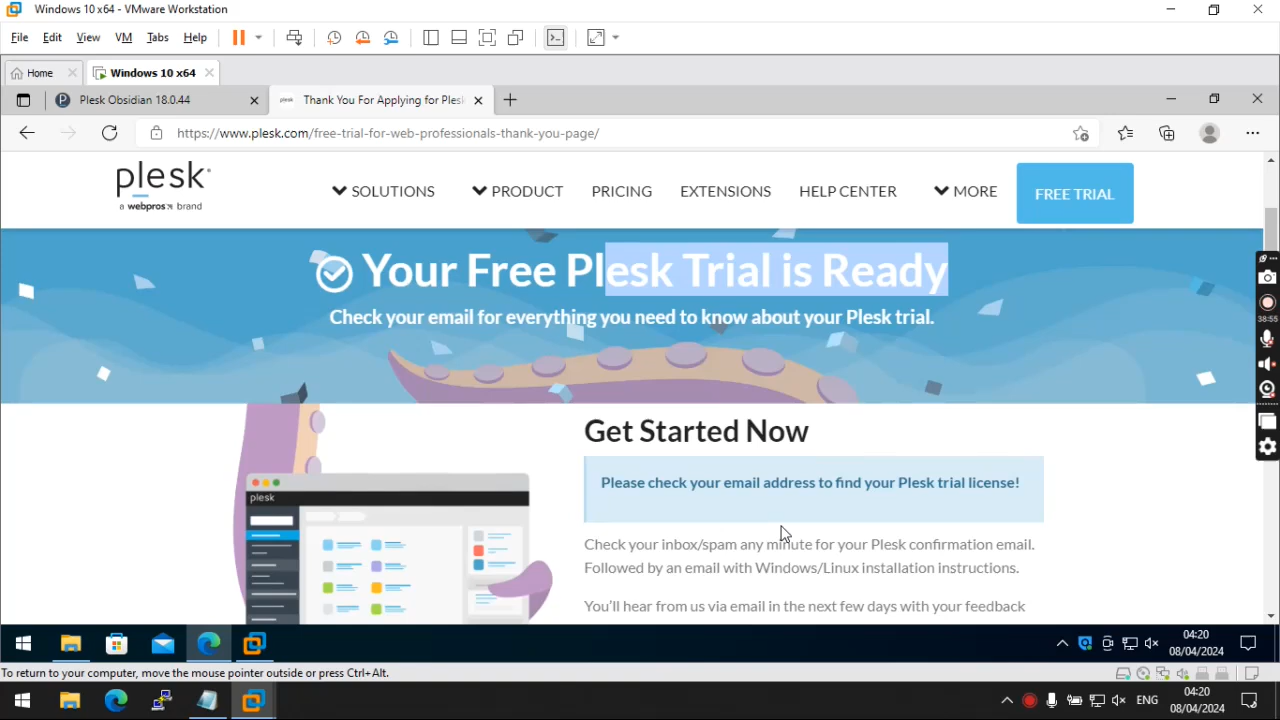 Windows 10 x64 - VMware Workstation
File Edit View VM Tabs Help
Home Windows 10 x64
Plesk Obsidian 18.0.44 Thank You For Applying for Plesk
https://www.plesk.com/free-trial-for-web-professionals-thank-you-page/
plesk
a webpros brand
SOLUTIONS PRODUCT PRICING EXTENSIONS HELP CENTER MORE FREE TRIAL
Your Free Plesk Trial is Ready
Check your email for everything you need to know about your Plesk trial.
38:55
Get Started Now
Please check your email address to find your Plesk trial license!
plesk
Check your inbox/spam any minute for your Plesk confirmation email.
Followed by an email with Windows/Linux installation instructions.
You'll hear from us via email in the next few days with your feedback
04:20
08/04/2024
To return to your computer, move the mouse pointer outside or press Ctrl+Alt.
ENG
04:20
08/04/2024